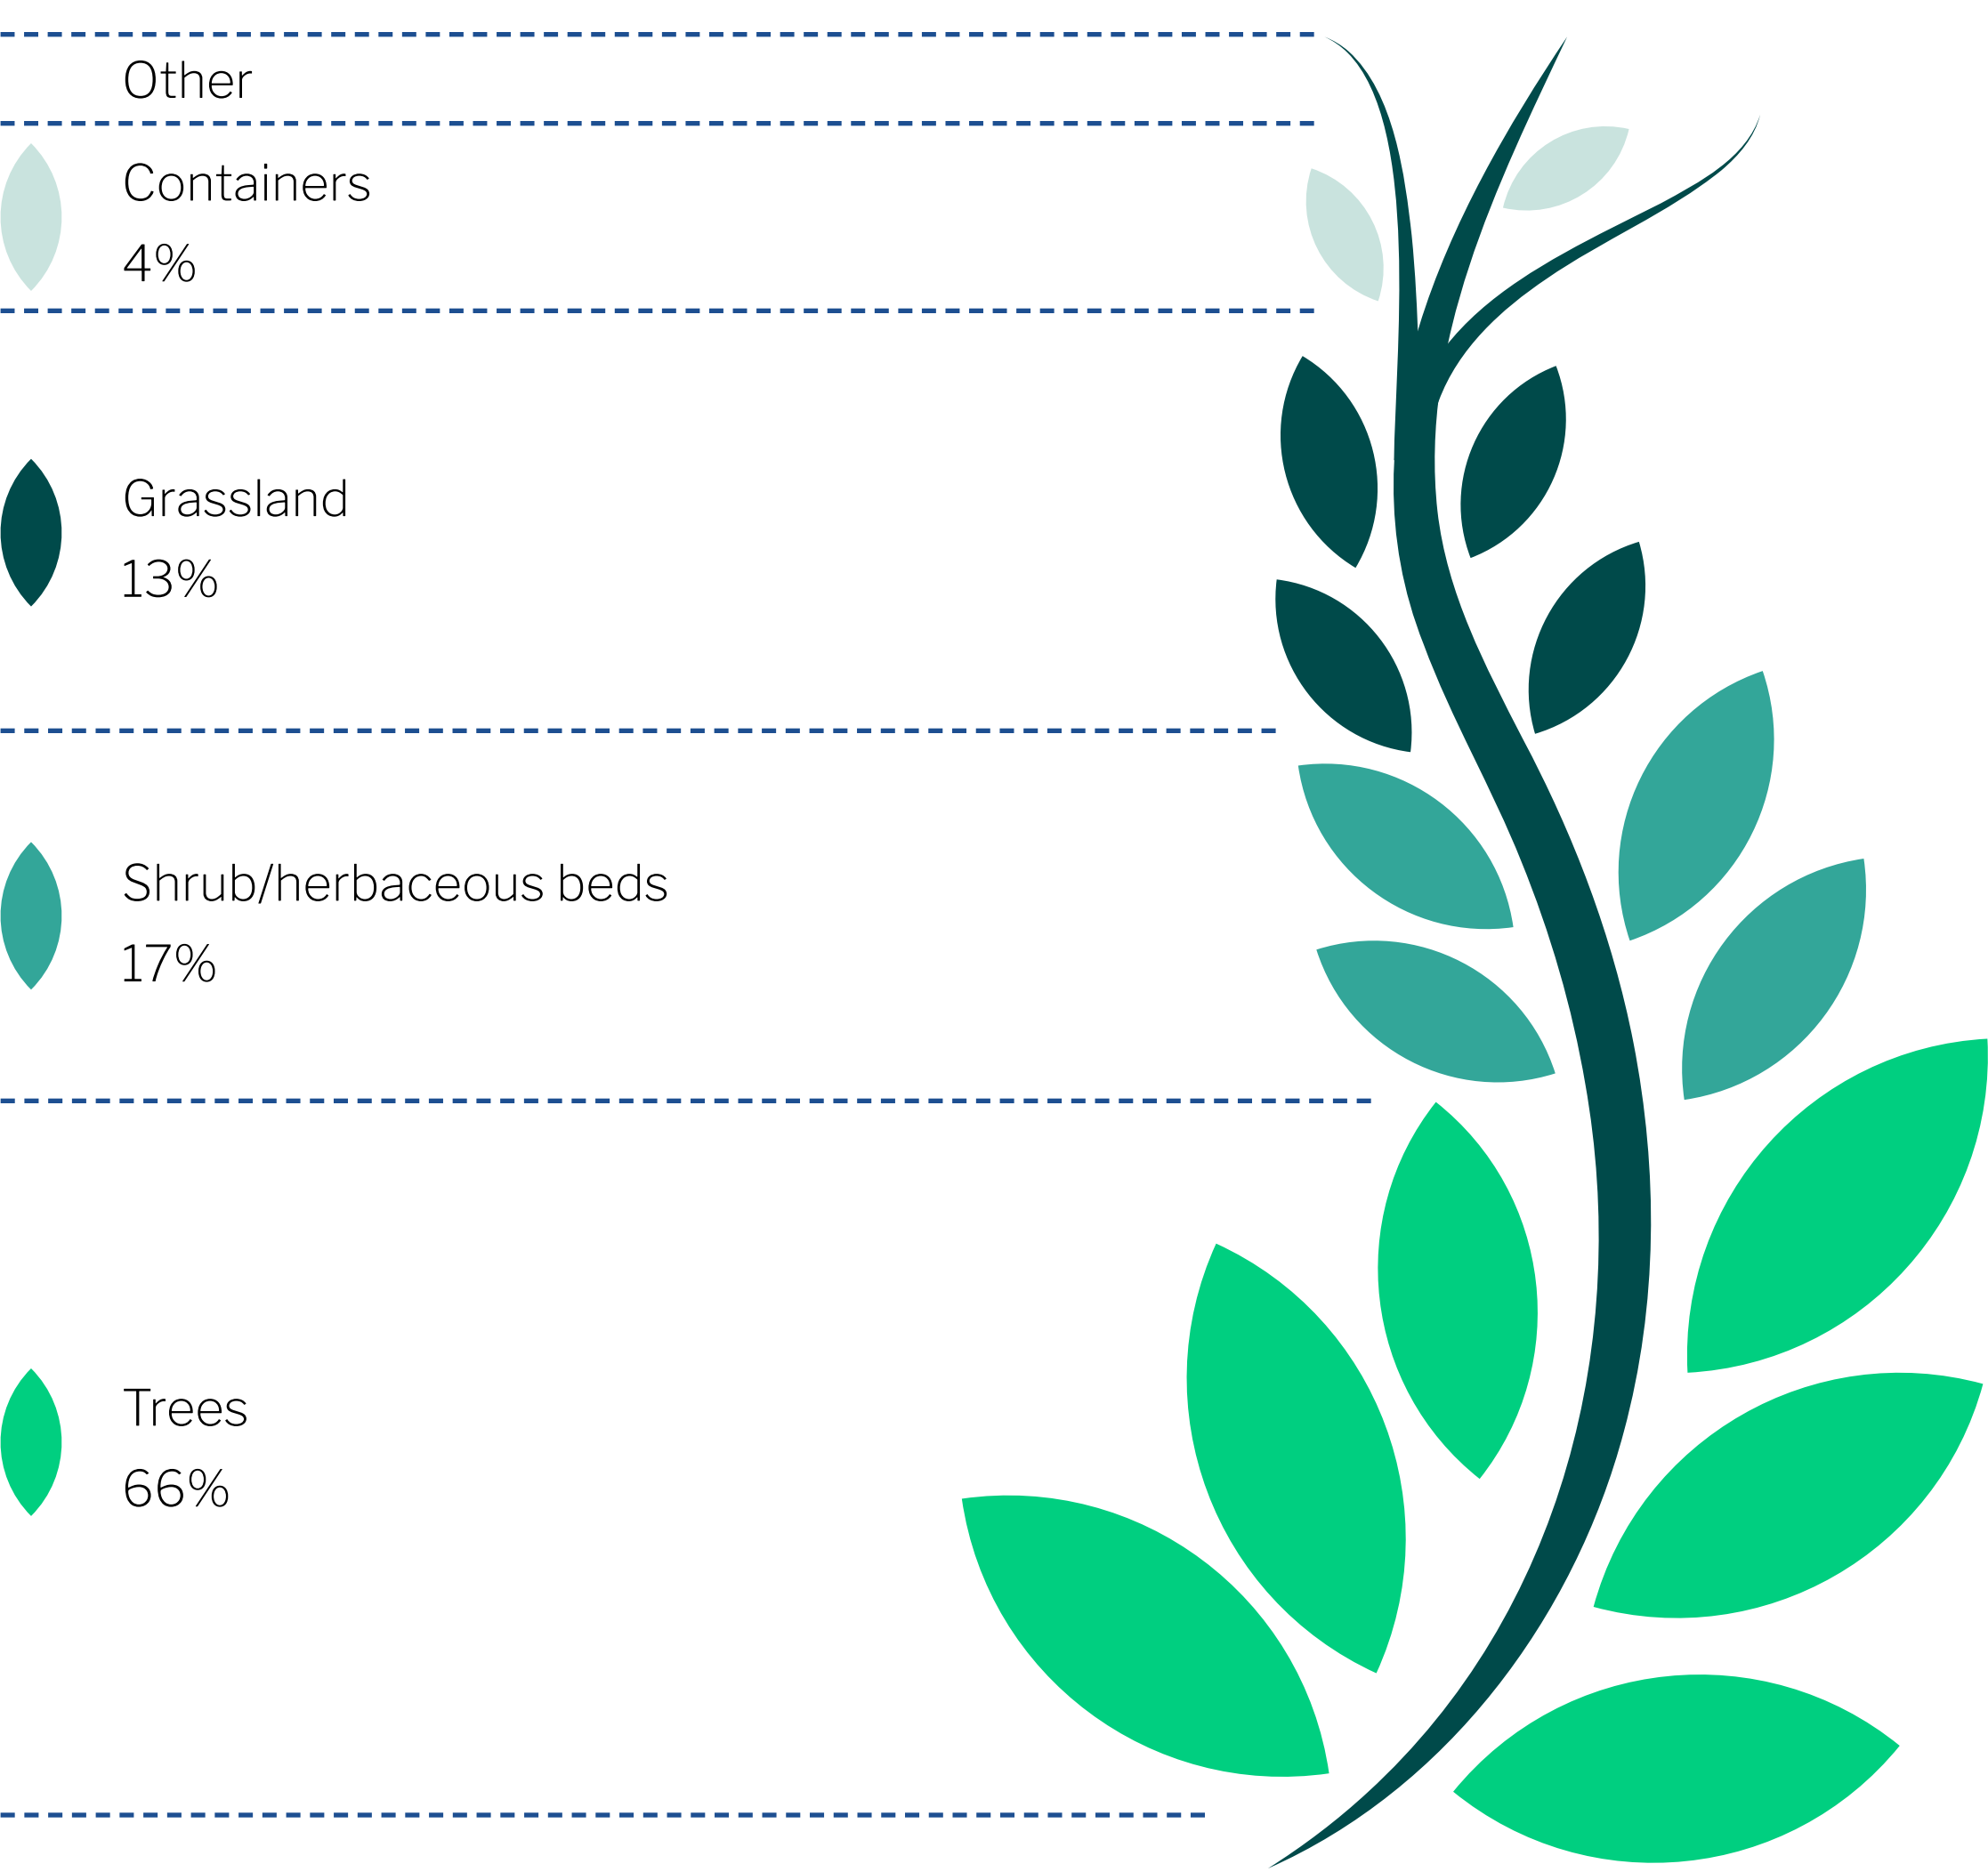 Other
Containers
4%
Grassland
13%
Shrub/herbaceous beds
17%
Trees
66%